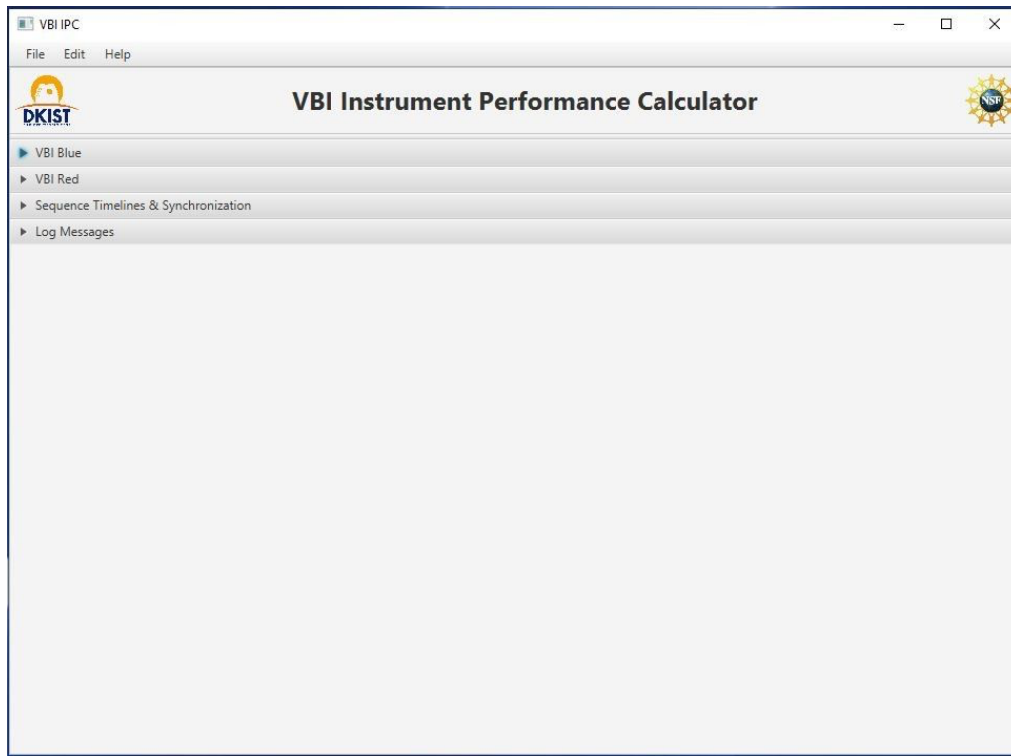 VBI IPC
File Edit Help
DKIST
VBI Instrument Performance Calculator
NSF
VBI Blue
VBI Red
Sequence Timelines & Synchronization
Log Messages